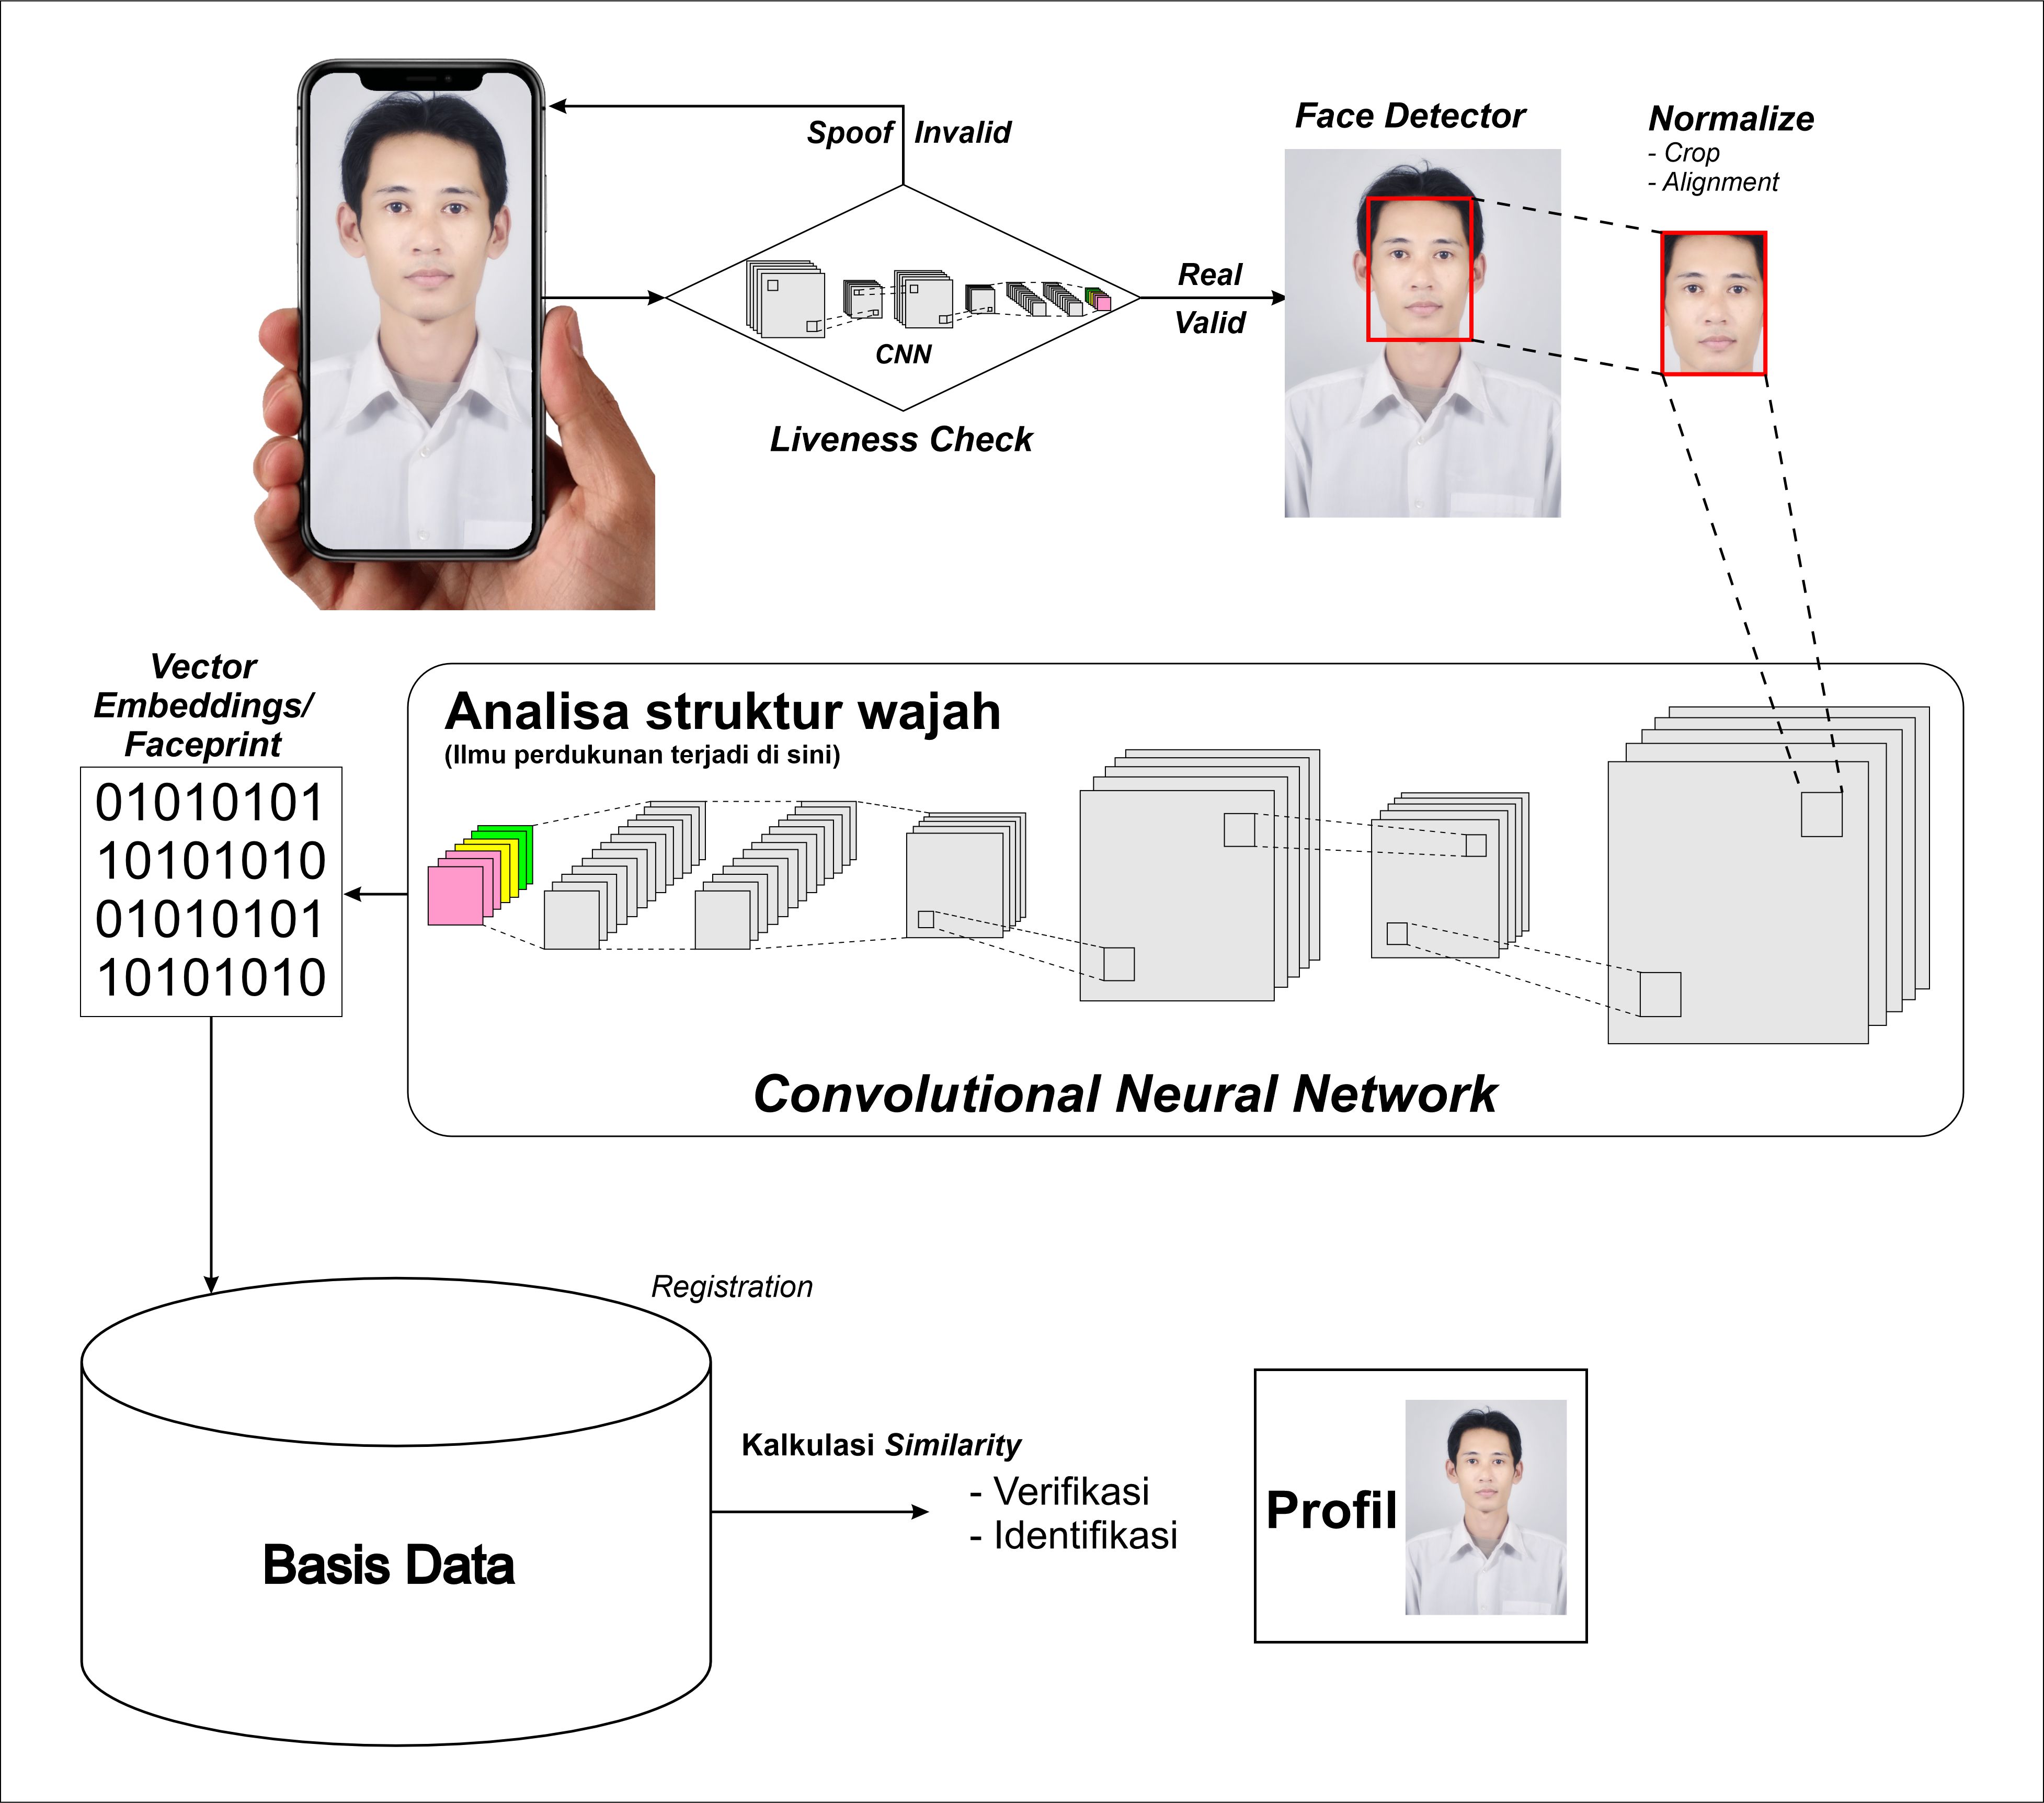 Spoof Invalid
Face Detector
Normalize
- Crop
- Alignment
Real
Valid
CNN
Liveness Check
Vector
Embeddings/
Faceprint
01010101
10101010
01010101
10101010
Analisa struktur wajah
(Ilmu perdukunan terjadi di sini)
Convolutional Neural Network
Registration
Basis Data
Kalkulasi Similarity
- Verifikasi
- Identifikasi
Profil